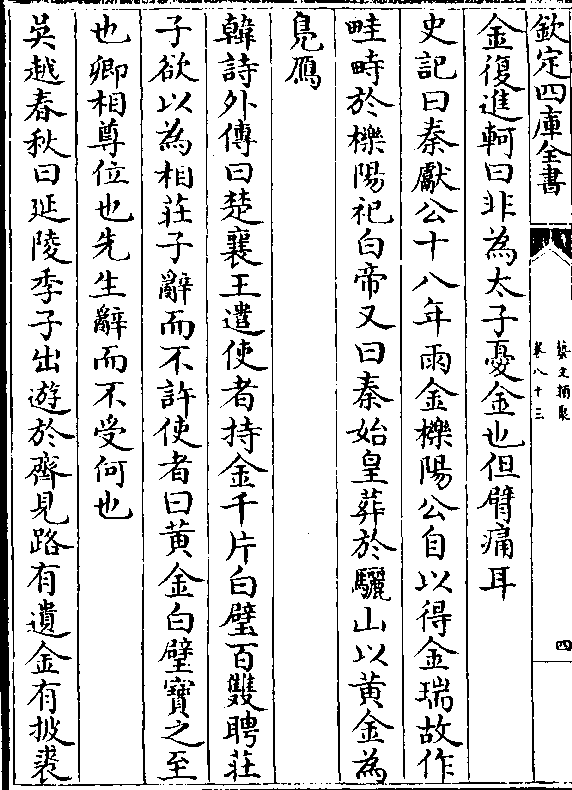 欽定四庫全書
藝文類聚
卷八十三
四
金復進軻曰非為太子憂金也但臂痛耳
史記曰秦獻公十八年雨金櫟陽公自以得金瑞故作
畦畤於櫟陽祀白帝又曰秦始皇葬於驪山以黄金為
鳬鴈
韓詩外傳曰楚襄王遣使者持金千片白璧百雙聘莊
子欲以為相莊子辭而不許使者曰黄金白璧寶之至
也卿相尊位也先生辭而不受何也
吳越春秋曰延陵季子出遊於齊見路有遺金有披裘